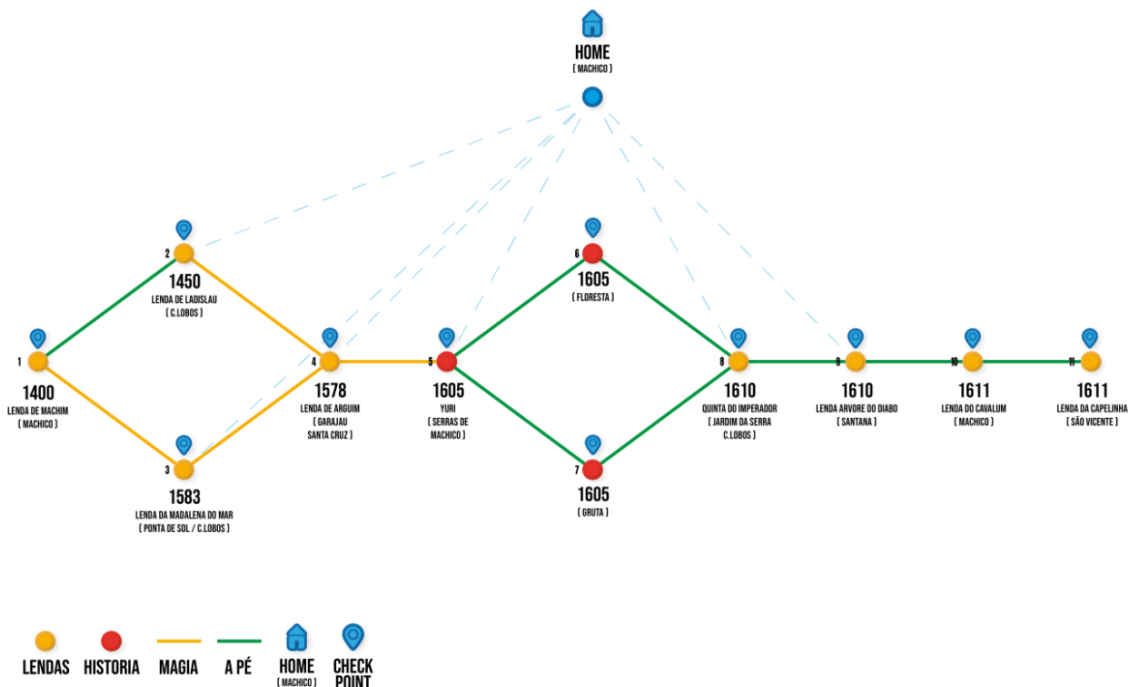 HOME
( MACHICO )
2
1450
LENDA DE LADISLAU
( C.LOBOS )
6
1605
( FLORESTA )
1
1400
LENDA DE MACHIM
( MACHICO )
4
1578
LENDA DE ARGUIM
( GARAJAU
SANTA CRUZ )
5
1605
YURI
( SERRAS DE
MACHICO )
8
1610
QUINTA DO IMPERADOR
( JARDIM DA SERRA
C.LOBOS )
9
1610
LENDA ARVORE DO DIABO
( SANTANA )
10
1611
LENDA DO CAVALUM
( MACHICO )
11
1611
LENDA DA CAPELINHA
( SÃO VICENTE )
3
1583
LENDA DA MADALENA DO MAR
( PONTA DE SOL / C.LOBOS )
7
1605
( GRUTA )
LENDAS
HISTORIA
MAGIA
A PÉ
HOME
( MACHICO )
CHECK
POINT